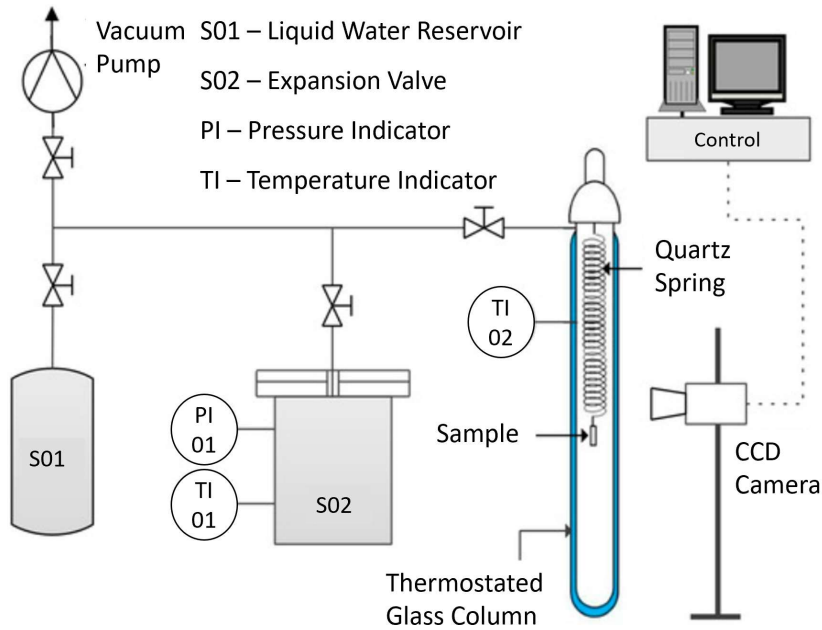 Vacuum
Pump
S01 – Liquid Water Reservoir
S02 – Expansion Valve
PI – Pressure Indicator
TI – Temperature Indicator
Control
Quartz
Spring
TI
02
PI
01
TI
01
Sample
S01
S02
CCD
Camera
Thermostated
Glass Column